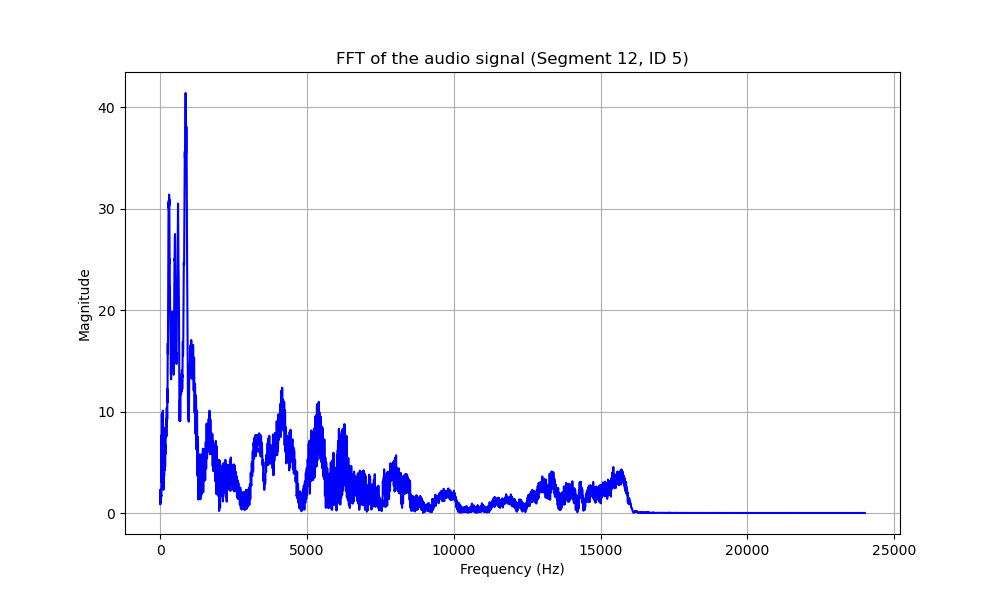 FFT of the audio signal (Segment 12, ID 5)
40
30
20
10
0
Magnitude
0 5000 10000 15000 20000 25000
Frequency (Hz)